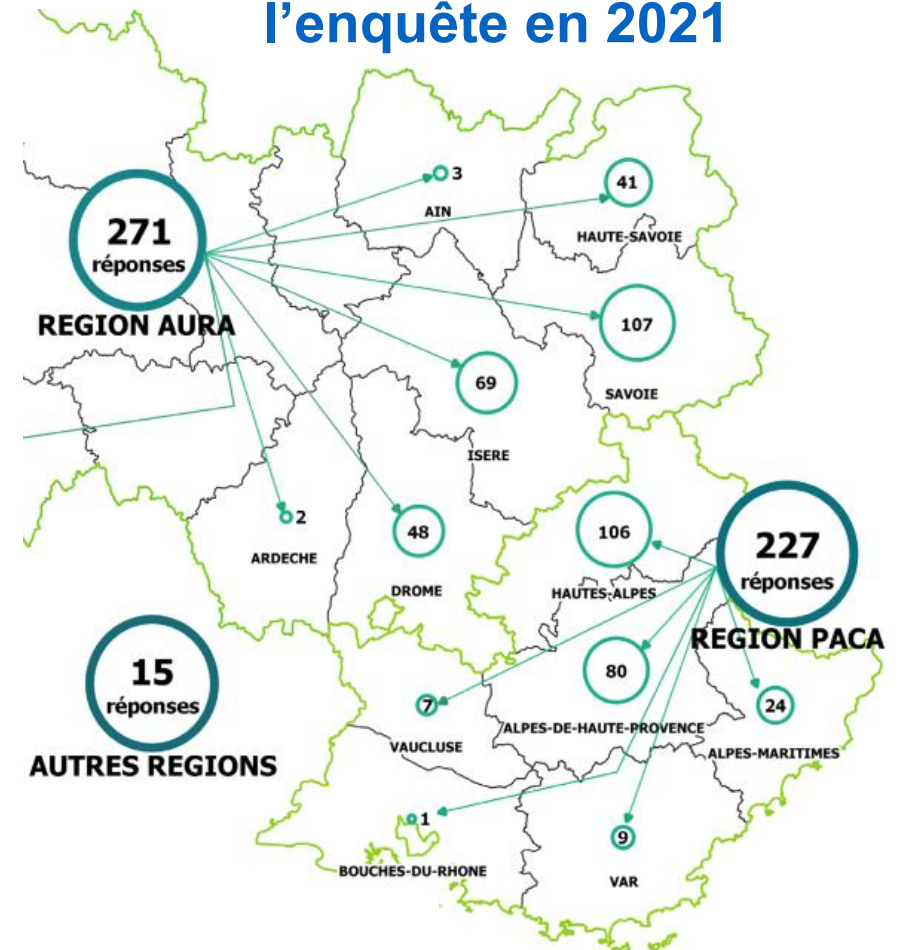 l’enquête en 2021
3
AIN
41
HAUTE-SAVOIE
271
réponses
REGION AURA
107
SAVOIE
69
ISERE
2
ARDECHE
48
DROME
106
HAUTES-ALPES
227
réponses
REGION PACA
15
réponses
AUTRES REGIONS
80
ALPES-DE-HAUTE-PROVENCE
24
ALPES-MARITIMES
7
VAUCLUSE
1
BOUCHES-DU-RHONE
9
VAR